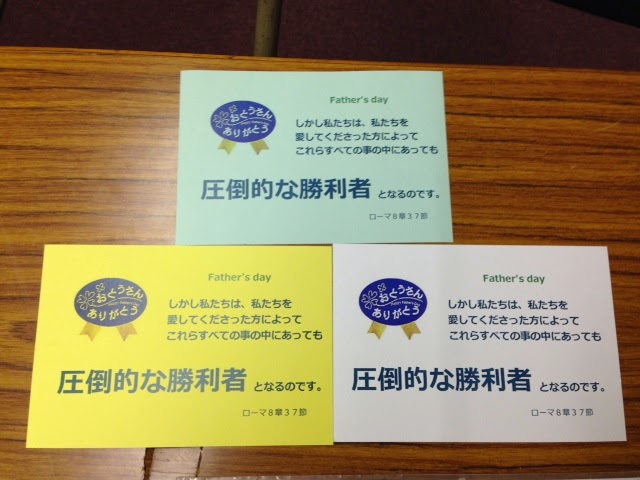 Father's day
おとうさん
ありがとう
しかし私たちは、私たちを
愛してくださった方によって
これらすべての事の中にあっても
圧倒的な勝利者 となるのです。
ローマ８章３７節
Father's day
おとうさん
ありがとう
しかし私たちは、私たちを
愛してくださった方によって
これらすべての事の中にあっても
圧倒的な勝利者 となるのです。
ローマ８章３７節
Father's day
おとうさん
ありがとう
しかし私たちは、私たちを
愛してくださった方によって
これらすべての事の中にあっても
圧倒的な勝利者 となるのです。
ローマ８章３７節